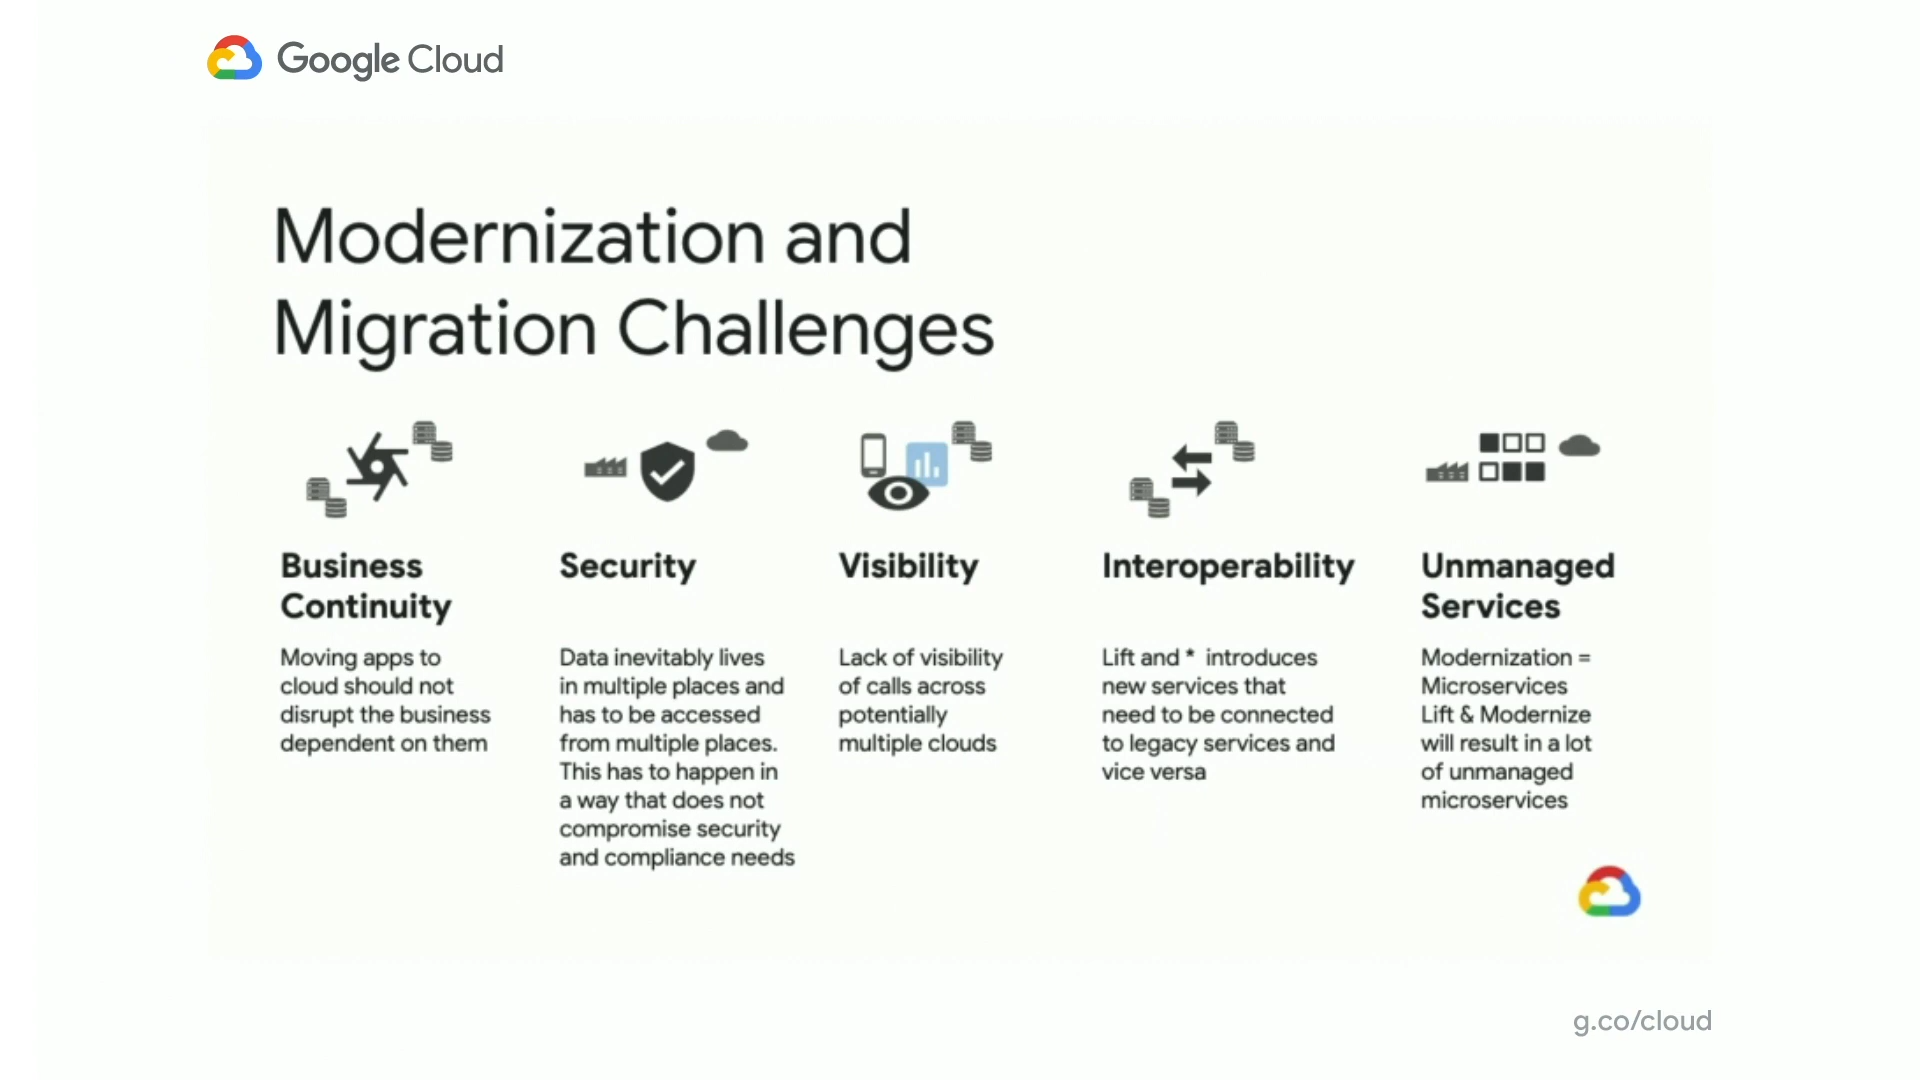 Google Cloud
Modernization and
Migration Challenges
Business
Continuity
Moving apps to
cloud should not
disrupt the business
dependent on them
Security
Data inevitably lives
in multiple places and
has to be accessed
from multiple places.
This has to happen in
a way that does not
compromise security
and compliance needs
Visibility
Lack of visibility
of calls across
potentially
multiple clouds
Interoperability
Lift and * introduces
new services that
need to be connected
to legacy services and
vice versa
Unmanaged
Services
Modernization =
Microservices
Lift & Modernize
will result in a lot
of unmanaged
microservices
g.co/cloud